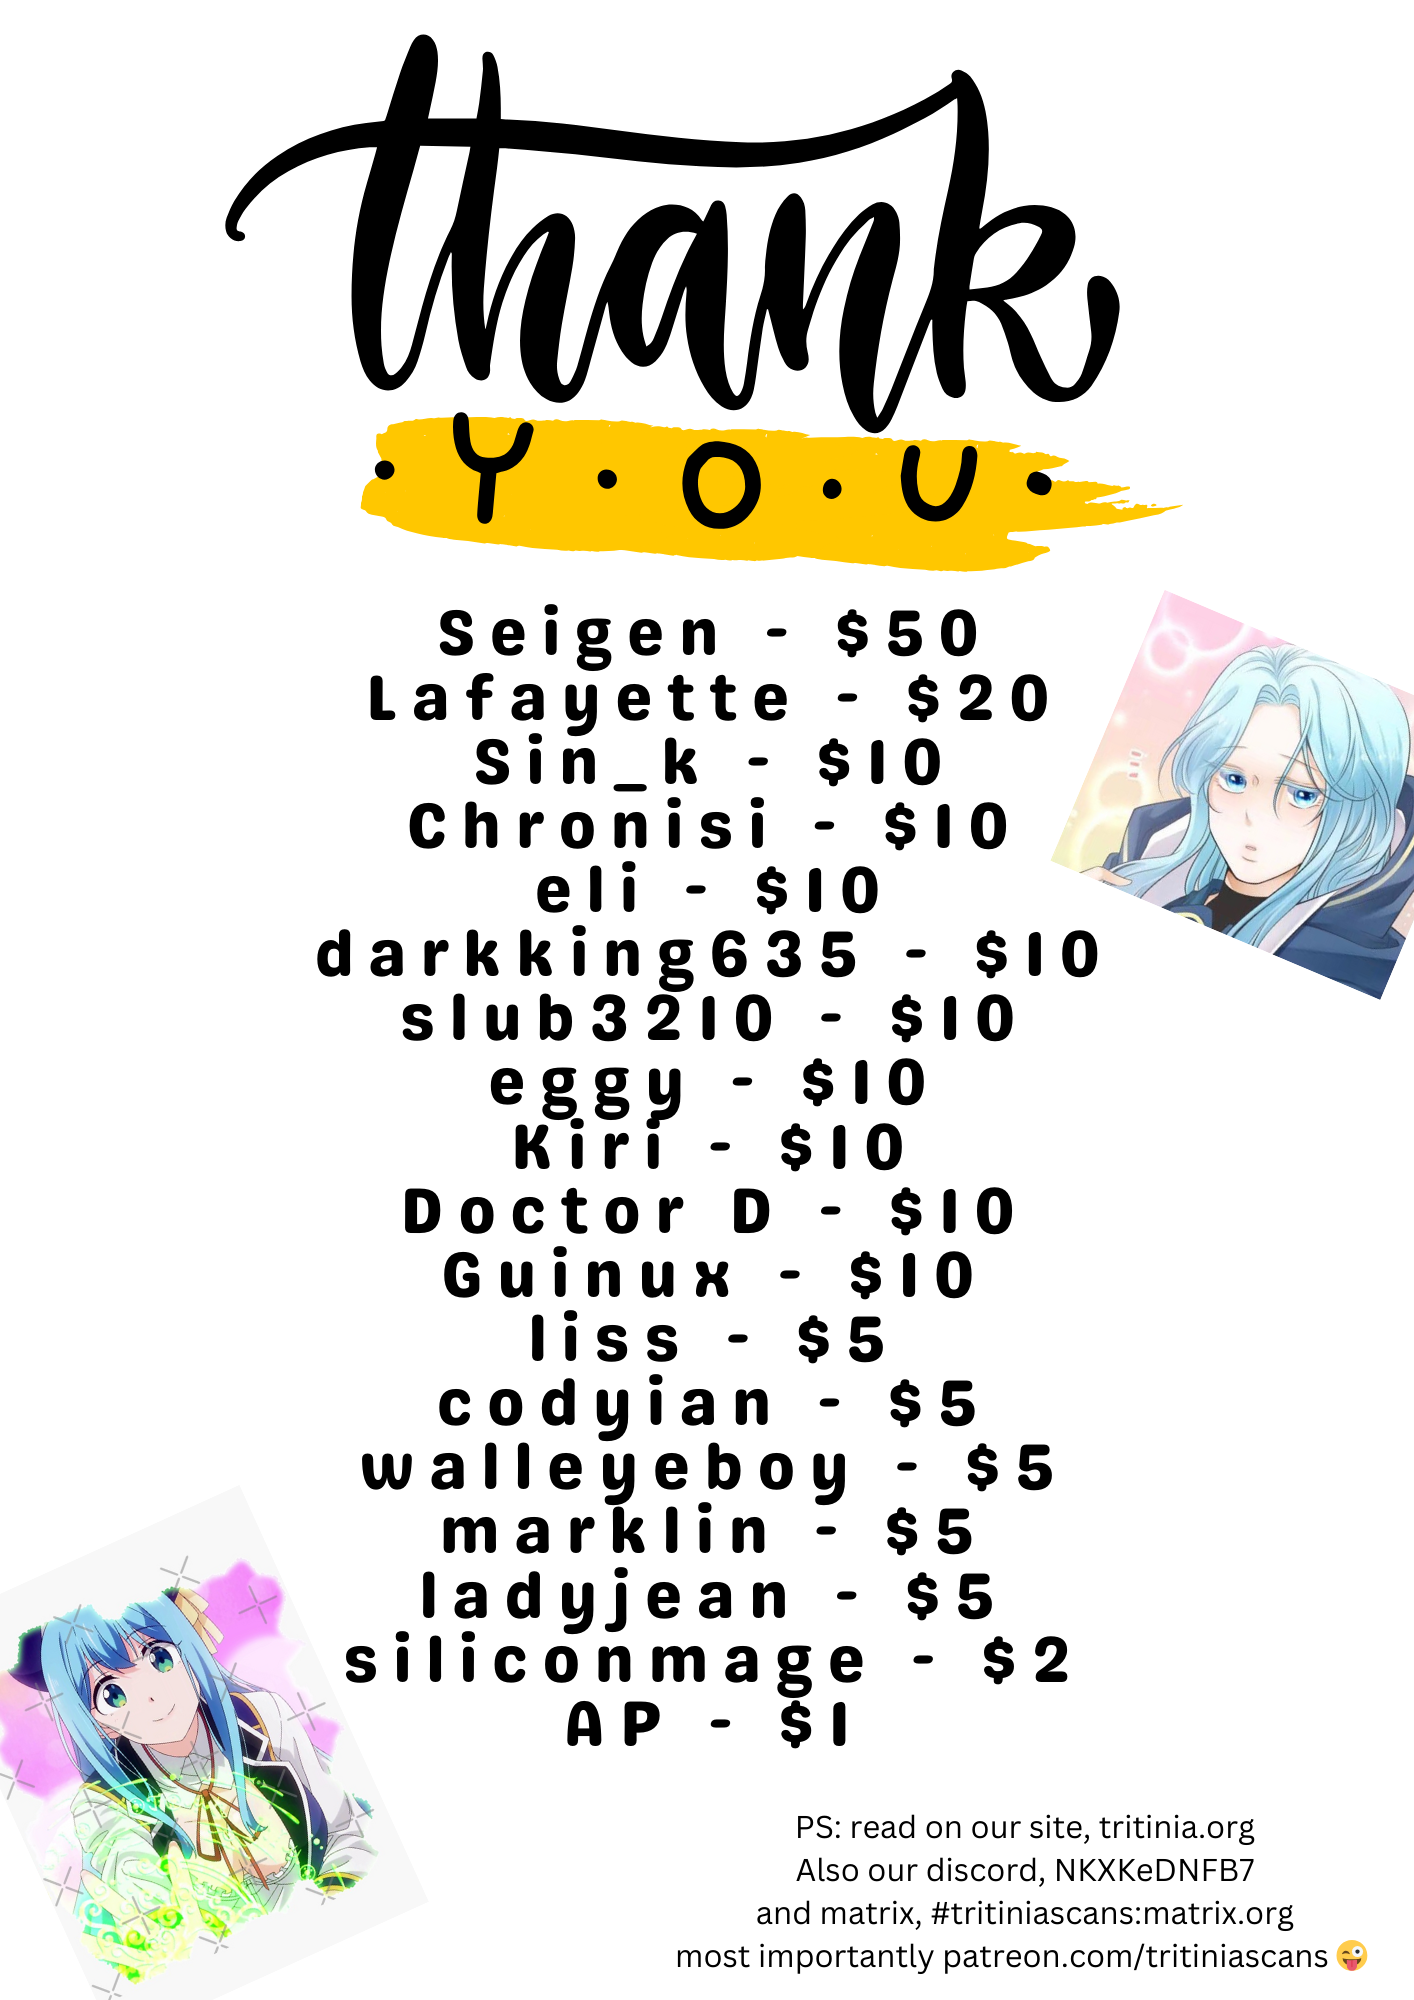 thank
• Y • O • U •
Seigen - $50
Lafayette - $20
Sin_k - $10
Chronisi - $10
eli - $10
darkking635 - $10
slub3210 - $10
eggy - $10
Kiri - $10
Doctor D - $10
Guinux - $10
liss - $5
codyian - $5
walleyeboy - $5
marklin - $5
ladyjean - $5
siliconmage - $2
AP - $1
PS: read on our site, tritinia.org
Also our discord, NKXKeDNFB7
and matrix, #tritiniascans:matrix.org
most importantly patreon.com/tritiniascans 😜